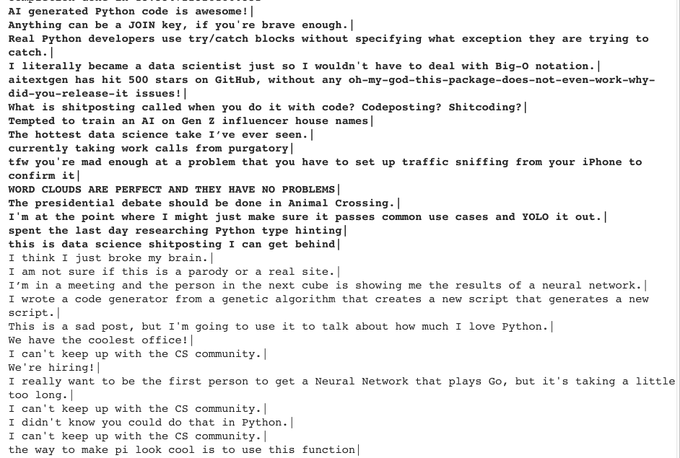 AI generated Python code is awesome!|
Anything can be a JOIN key, if you're brave enough.|
Real Python developers use try/catch blocks without specifying what exception they are trying to
catch.|
I literally became a data scientist just so I wouldn't have to deal with Big-O notation.|
aitextgen has hit 500 stars on GitHub, without any oh-my-god-this-package-does-not-even-work-why-
did-you-release-it issues!|
What is shitposting called when you do it with code? Codeposting? Shitcoding?|
Tempted to train an AI on Gen Z influencer house names|
The hottest data science take I’ve ever seen.|
currently taking work calls from purgatory|
tfw you're mad enough at a problem that you have to set up traffic sniffing from your iPhone to
confirm it|
WORD CLOUDS ARE PERFECT AND THEY HAVE NO PROBLEMS|
The presidential debate should be done in Animal Crossing.|
I'm at the point where I might just make sure it passes common use cases and YOLO it out.|
spent the last day researching Python type hinting|
this is data science shitposting I can get behind|
I think I just broke my brain.|
I am not sure if this is a parody or a real site.|
I’m in a meeting and the person in the next cube is showing me the results of a neural network.|
I wrote a code generator from a genetic algorithm that creates a new script that generates a new
script.|
This is a sad post, but I'm going to use it to talk about how much I love Python.|
We have the coolest office!|
I can't keep up with the CS community.|
We're hiring!|
I really want to be the first person to get a Neural Network that plays Go, but it's taking a little
too long.|
I can't keep up with the CS community.|
I didn't know you could do that in Python.|
I can't keep up with the CS community.|
the way to make pi look cool is to use this function|